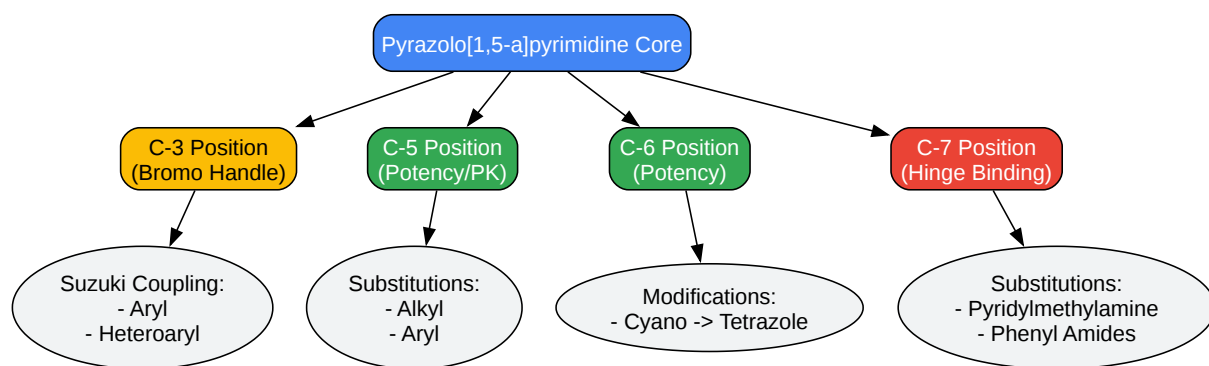 Pyrazolo[1,5-a]pyrimidine Core
C-3 Position
(Bromo Handle)
C-5 Position
(Potency/PK)
C-6 Position
(Potency)
C-7 Position
(Hinge Binding)
Suzuki Coupling:
- Aryl
- Heteroaryl
Substitutions:
- Alkyl
- Aryl
Modifications:
- Cyano -> Tetrazole
Substitutions:
- Pyridylmethylamine
- Phenyl Amides